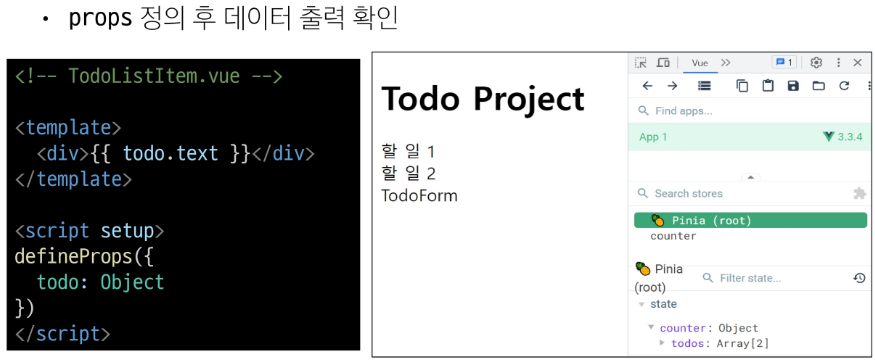 • props 정의 후 데이터 출력 확인
<!-- TodoListItem.vue -->
<template>
<div>{{ todo.text }}</div>
</template>
<script setup>
defineProps({
todo: Object
})
</script>
Todo Project
할 일 1
할 일 2
TodoForm
Vue
1
Find apps...
App 1
3.3.4
Search stores
Pinia (root)
counter
Pinia
(root)
Filter state...
state
counter: Object
todos: Array[2]